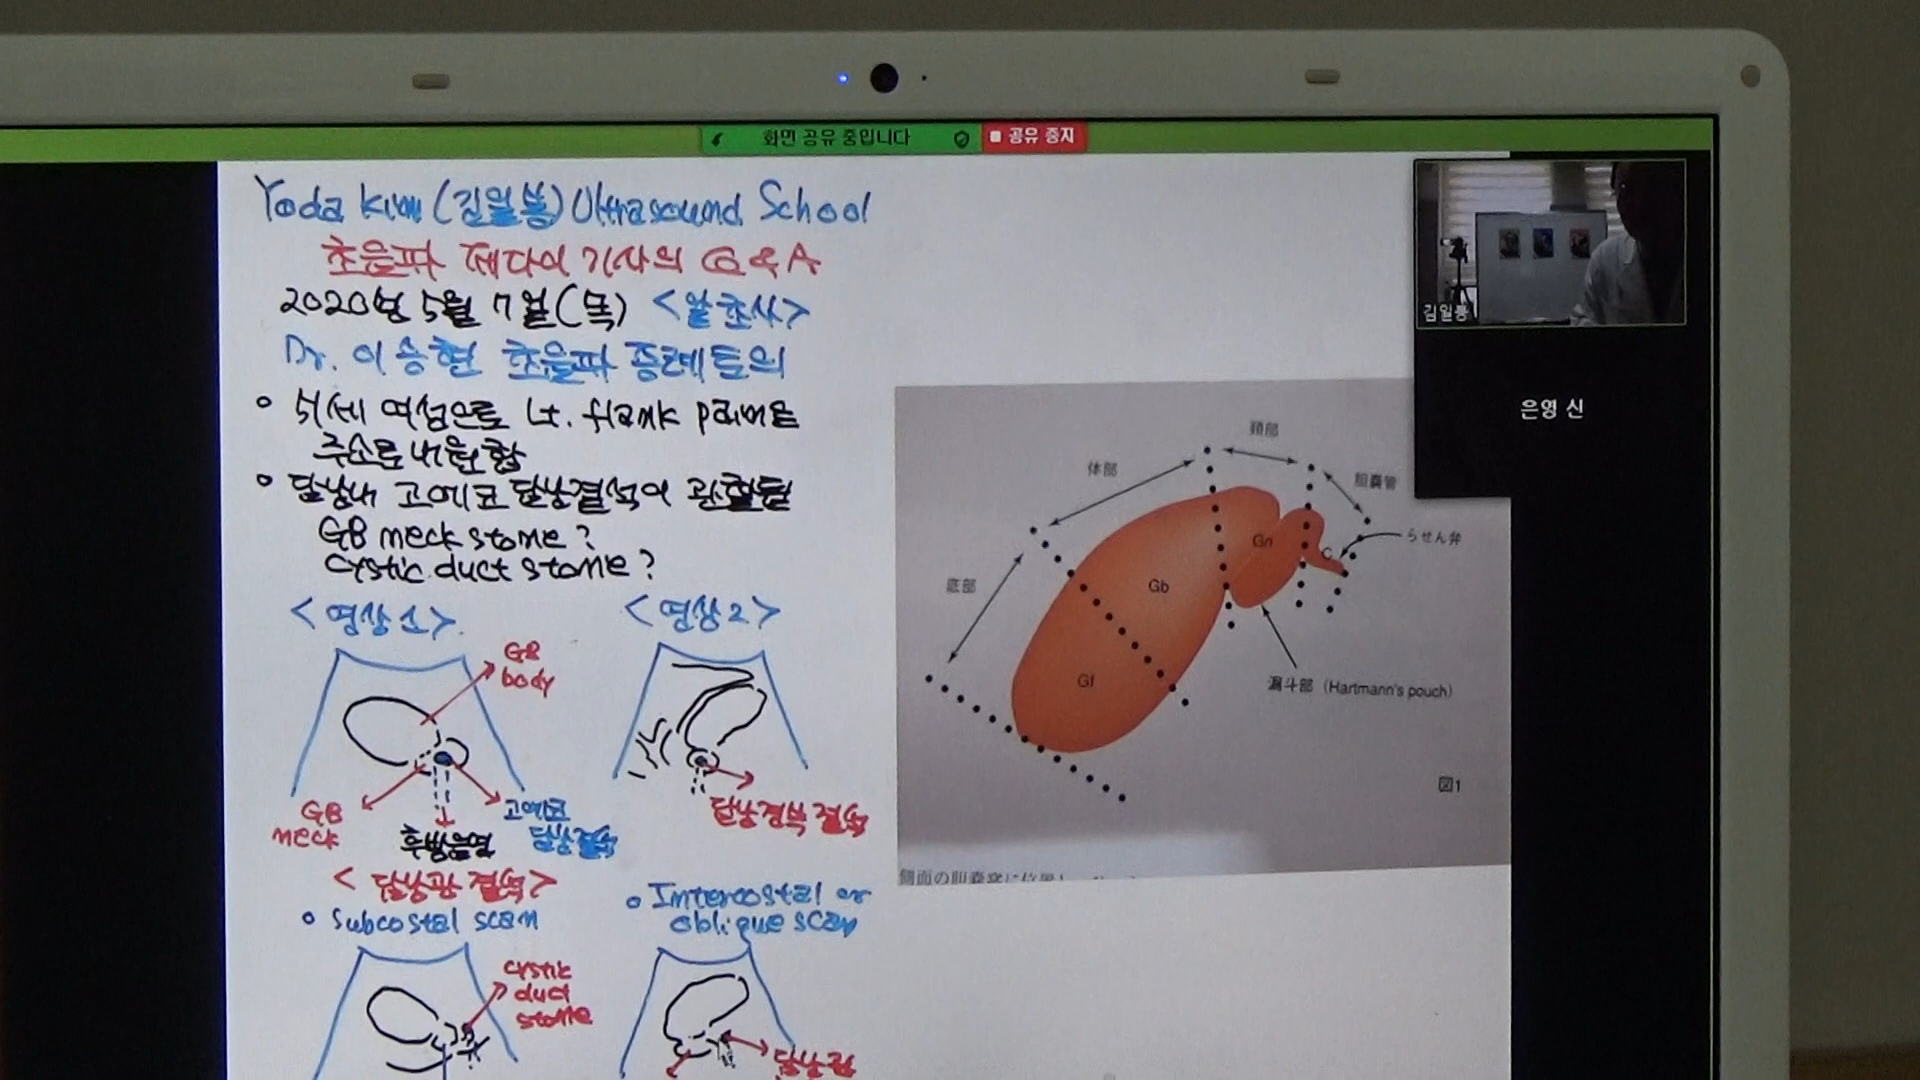 화면 공유 중입니다
공유 중지
Yoda Kim (김일봉) Ultrasound School
초음파 제다이 기사의 Q & A
2020년 5월 7일(목) <왕초사>
Dr. 이승현 초음파 증례토의
51세 여성으로 Lt. flank pain을
주소로 내원함
담낭내 고에코 담낭결석이 관찰됨
GB neck stone?
cystic duct stone?
<영상1>
<영상2>
GB
body
GB
neck
후방음영
고에코
담낭결석
담낭경부 결석
<담낭관 결석>
Subcostal scan
Intercostal or
oblique scan
cystic
duct
stone
김일봉
은영 신
頸部
体部
胆嚢管
らせん弁
底部
Gn
C
Gb
Gf
漏斗部 (Hartmann's pouch)
図1